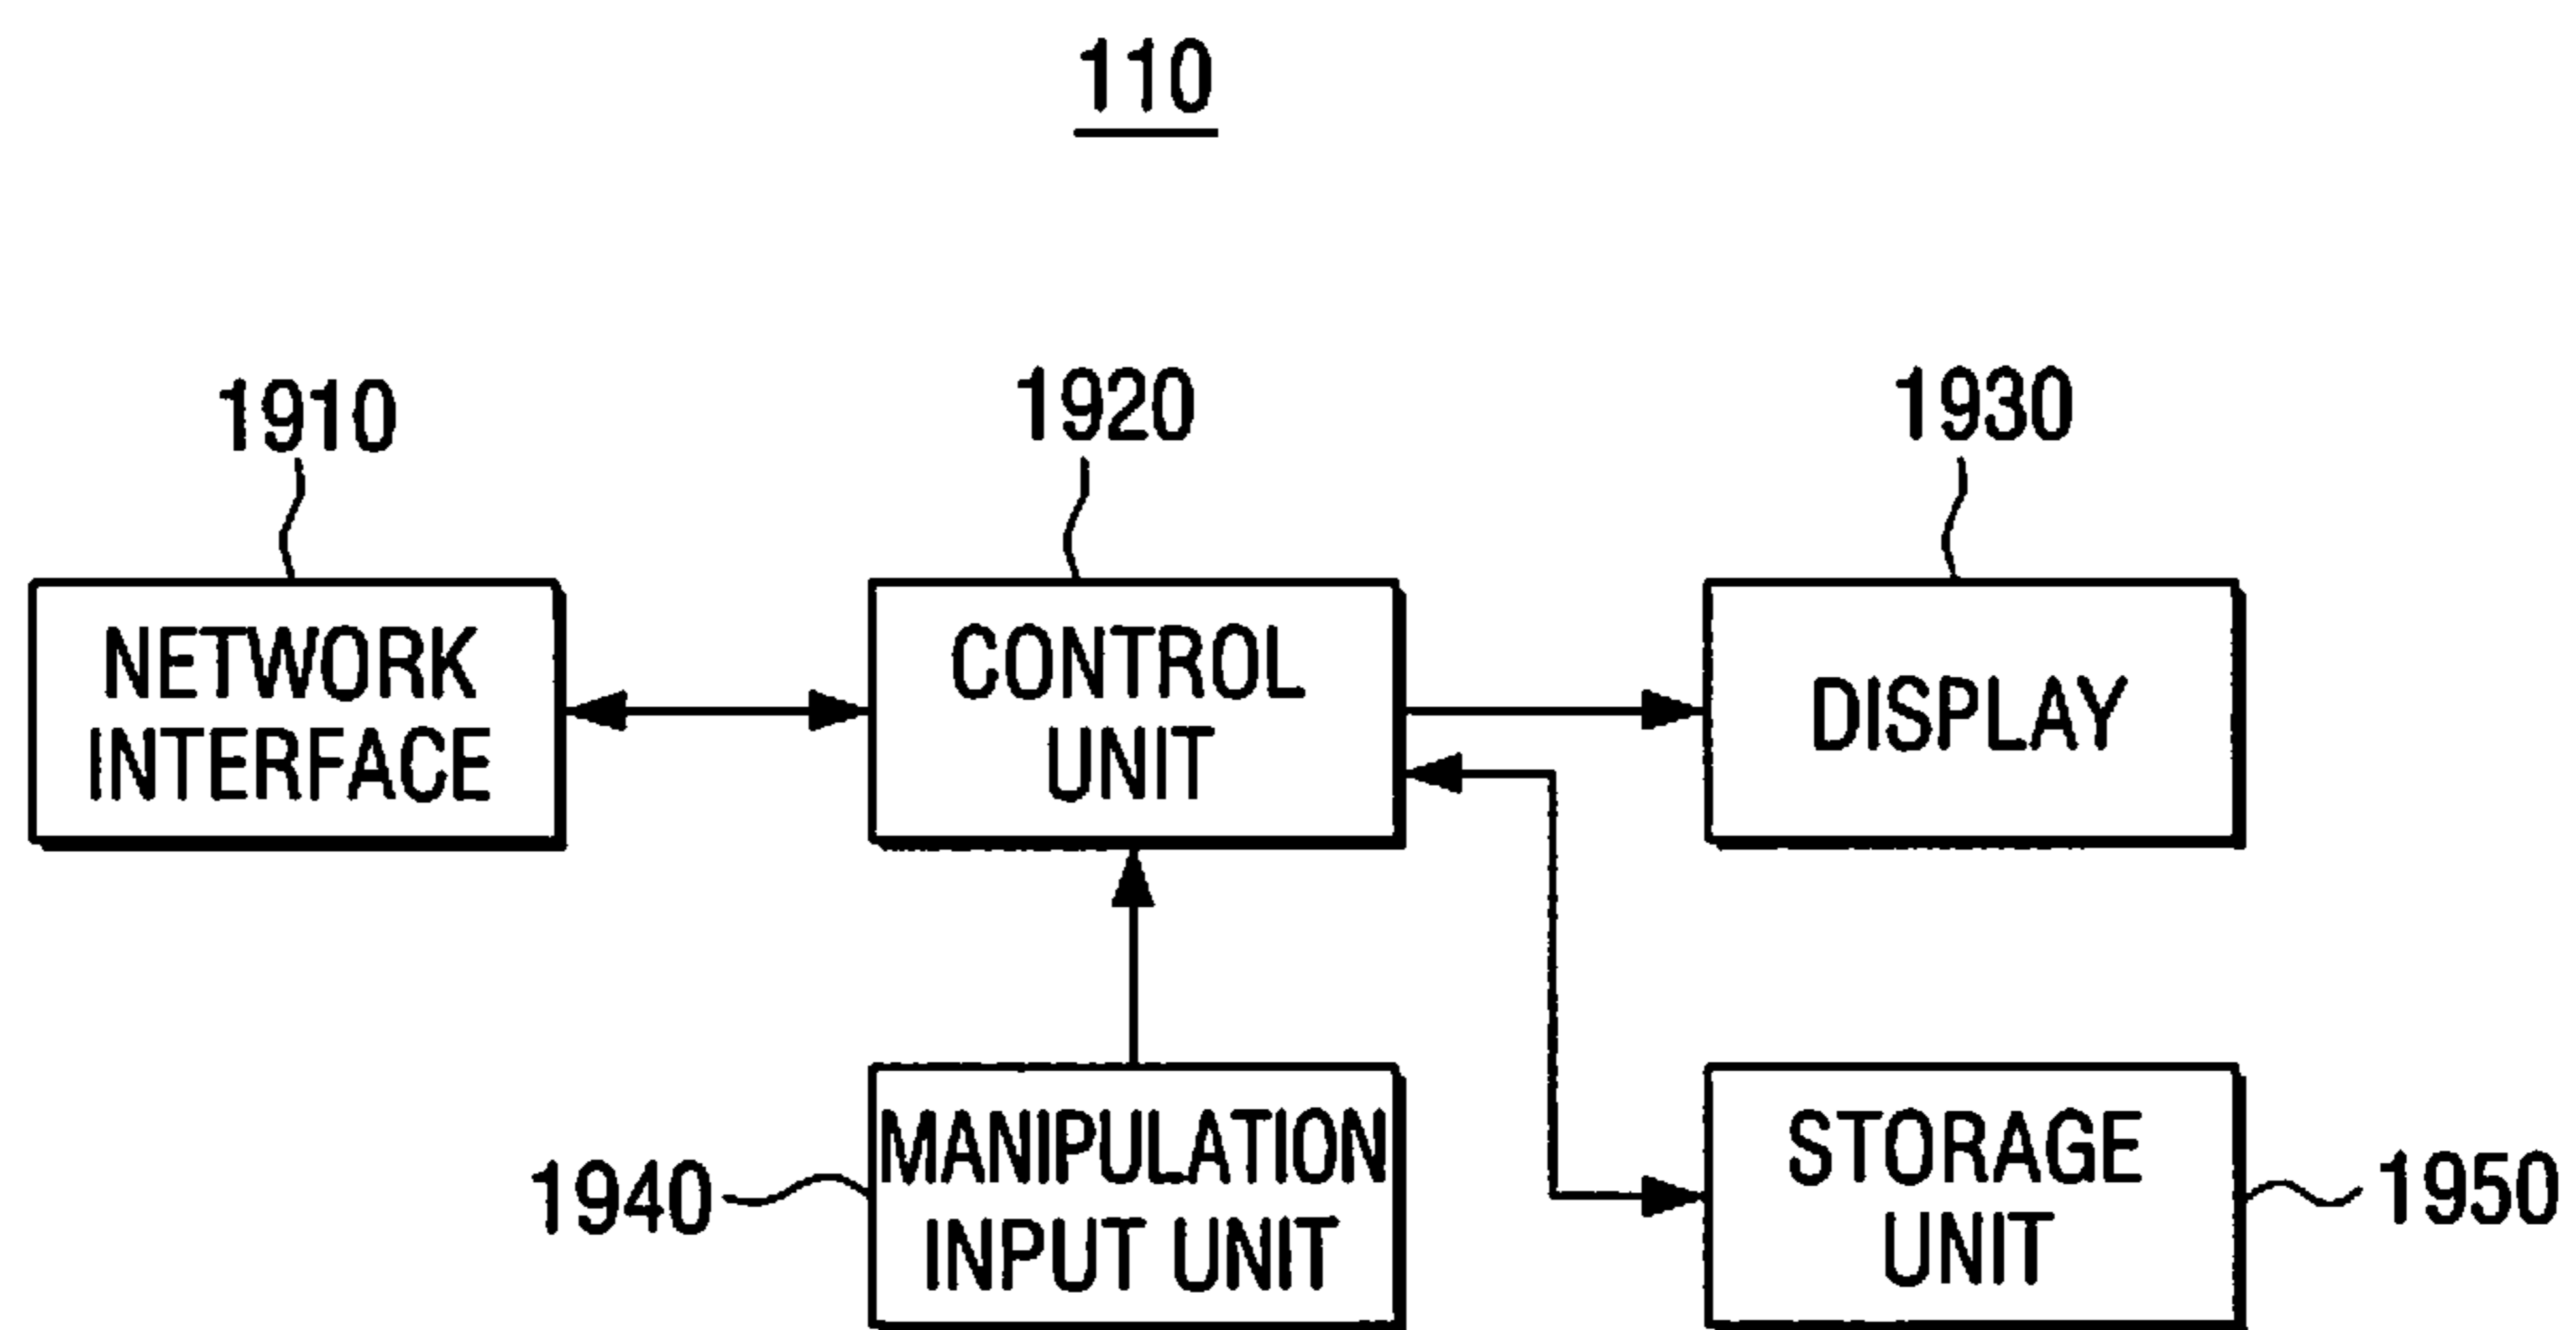 110
1910
1920
1930
NETWORK
INTERFACE
CONTROL
UNIT
DISPLAY
1940
MANIPULATION
INPUT UNIT
STORAGE
UNIT
1950